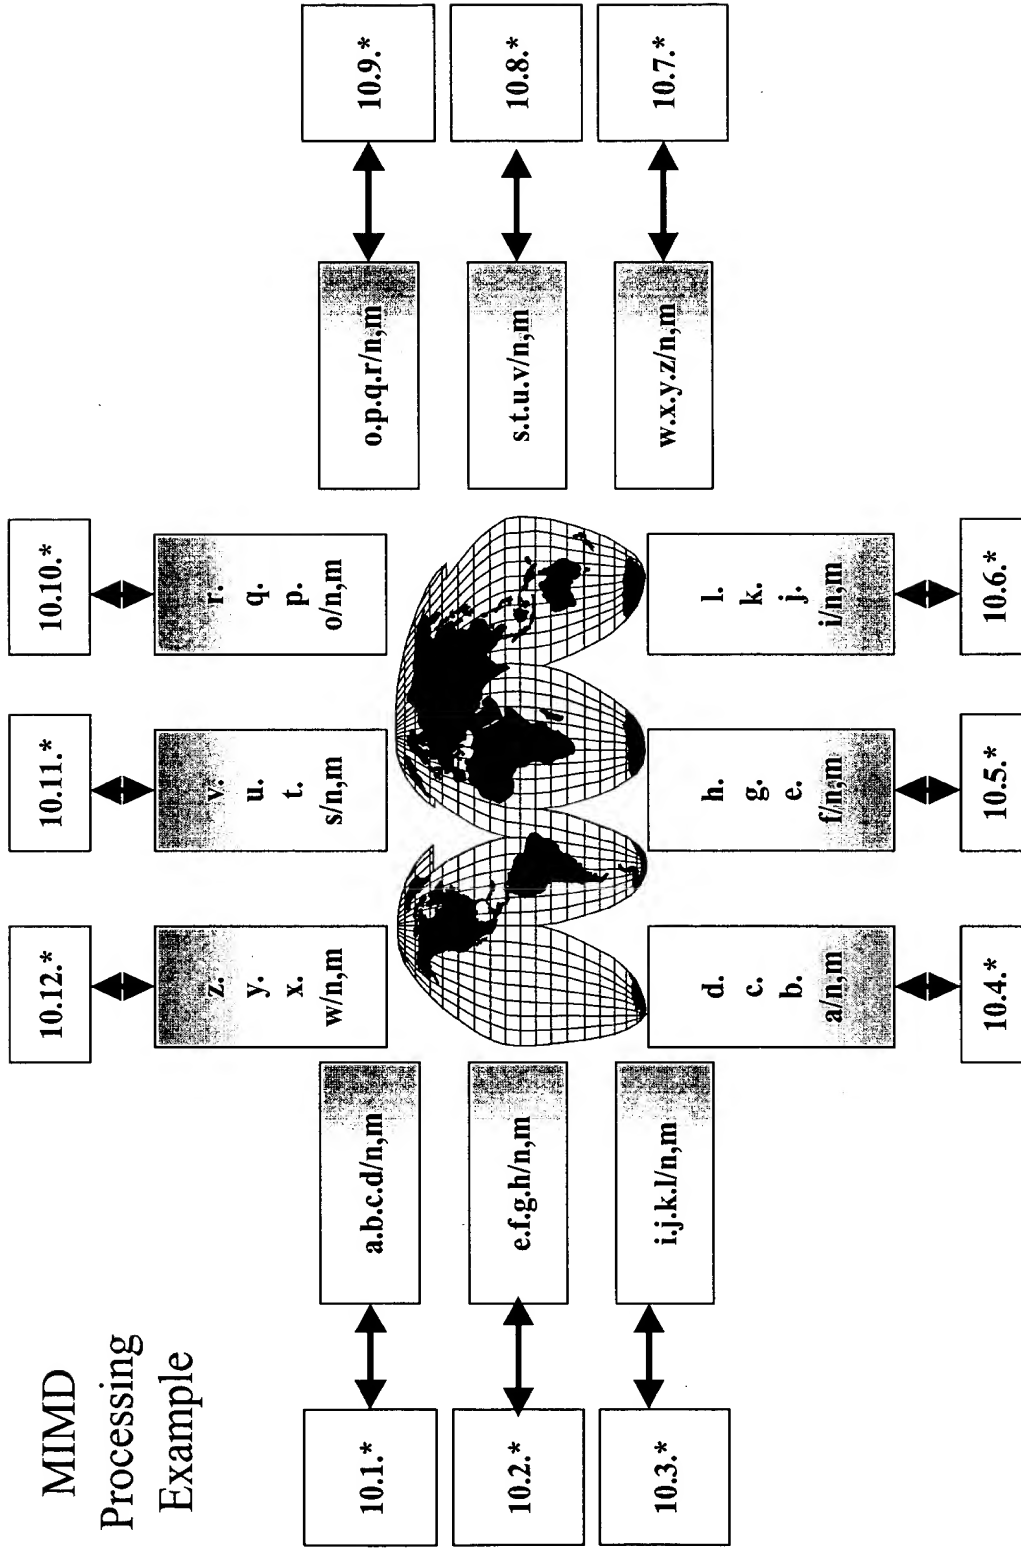 MIMD
Processing
Example
10.12.*
10.11.*
10.10.*
z.
y.
x.
w/n,m
v.
u.
t.
s/n,m
r.
q.
p.
o/n,m
10.1.*
a.b.c.d/n,m
o.p.q.r/n,m
10.9.*
10.2.*
e.f.g.h/n,m
s.t.u.v/n,m
10.8.*
10.3.*
i.j.k.l/n,m
w.x.y.z/n,m
10.7.*
d.
c.
b.
a/n,m
h.
g.
e.
f/n,m
l.
k.
j.
i/n,m
10.4.*
10.5.*
10.6.*